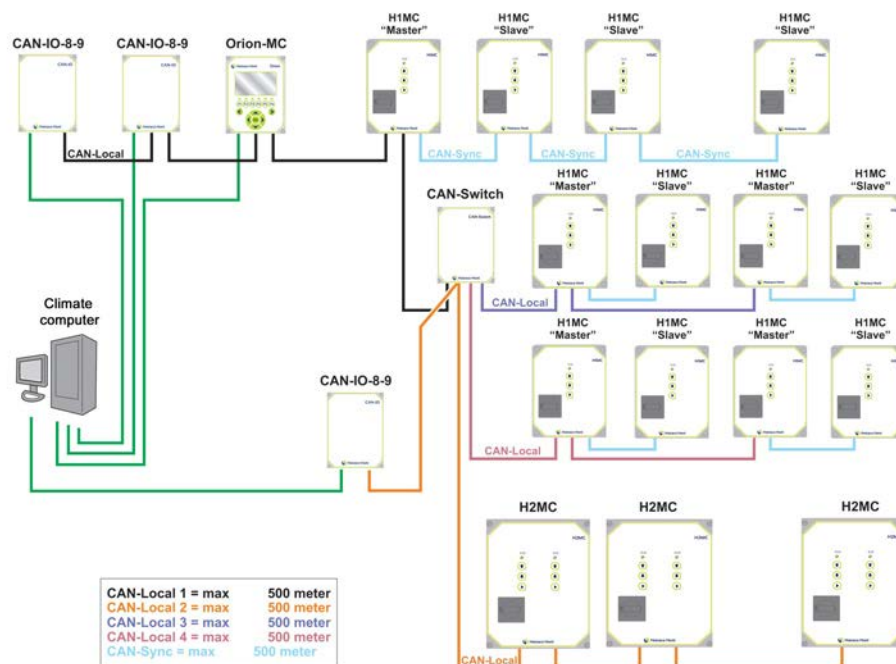 CAN-IO-8-9
CAN-IO-8-9
Orion-MC
H1MC
“Master”
H1MC
“Slave”
H1MC
“Slave”
H1MC
“Slave”
CAN-Local
CAN-Sync
CAN-Sync
CAN-Sync
CAN-Switch
H1MC
“Master”
H1MC
“Slave”
H1MC
“Master”
H1MC
“Slave”
CAN-Local
Climate
computer
H1MC
“Master”
H1MC
“Slave”
H1MC
“Master”
H1MC
“Slave”
CAN-IO-8-9
CAN-Local
H2MC
H2MC
H2MC
CAN-Local 1 = max 500 meter
CAN-Local 2 = max 500 meter
CAN-Local 3 = max 500 meter
CAN-Local 4 = max 500 meter
CAN-Sync = max 500 meter
CAN-Local